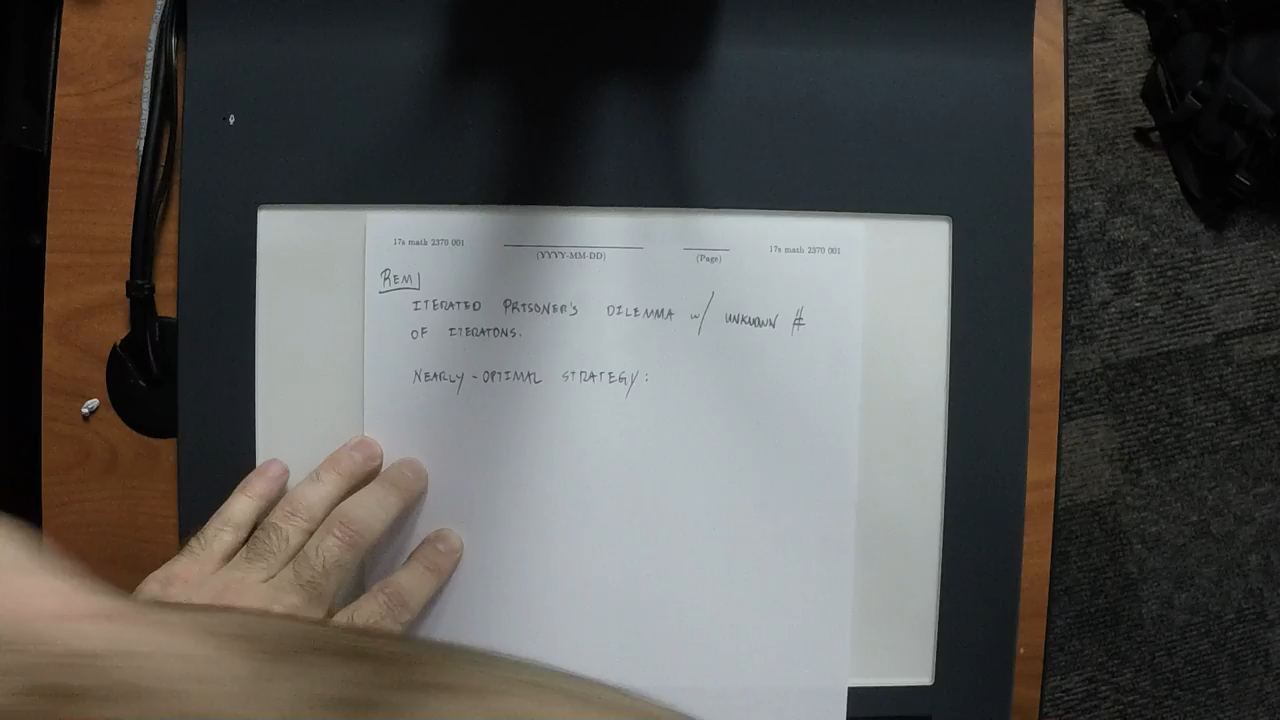 17s math 2370 001 (YYYY-MM-DD) (Page) 17s math 2370 001
REM
ITERATED PRISONER'S DILEMMA w/ UNKNOWN #
OF ITERATONS.
NEARLY-OPTIMAL STRATEGY: